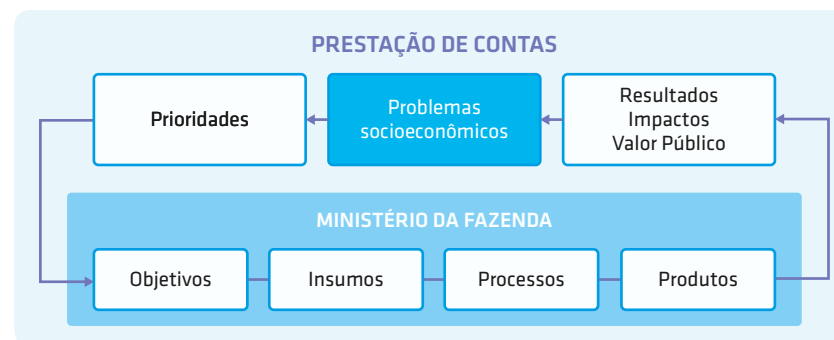 PRESTAÇÃO DE CONTAS
Prioridades
Problemas
socioeconômicos
Resultados
Impactos
Valor Público
MINISTÉRIO DA FAZENDA
Objetivos
Insumos
Processos
Produtos